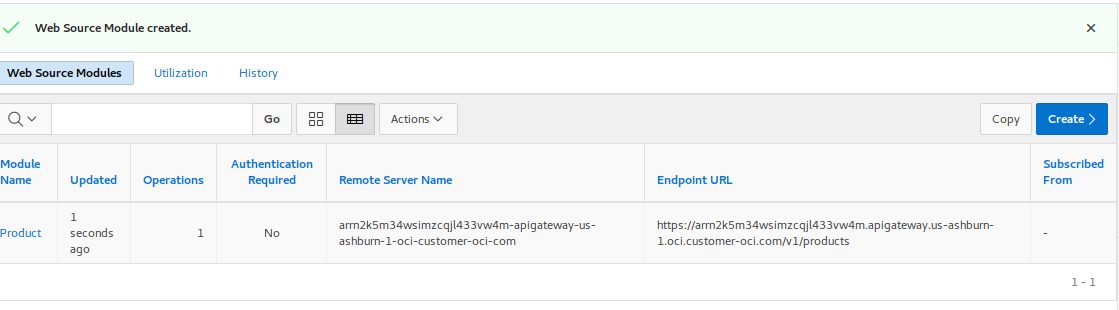 Web Source Module created.
Web Source Modules Utilization History
Go Actions Copy Create
Module Name Updated Operations Authentication Required Remote Server Name Endpoint URL Subscribed From
Product
1 seconds ago
1
No
arrn2k5m34wsimzcqjl433vw4m-apigateway-us-
ashburn-1-oci-customer-oci-com
https://arrn2k5m34wsimzcqjl433vw4m.apigateway.us-ashburn-
1.oci.customer-oci.com/v1/products
-
1 - 1